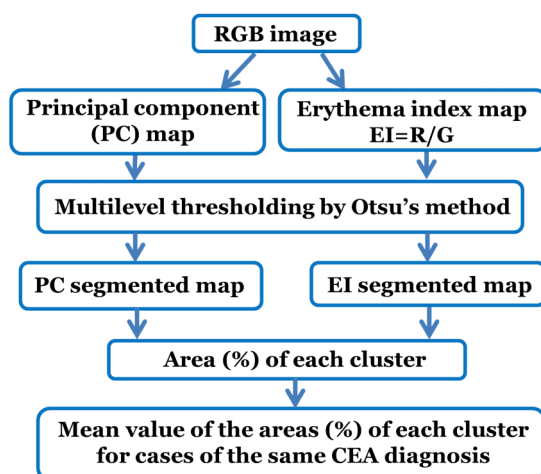 RGB image
Principal component
(PC) map
Erythema index map
EI=R/G
Multilevel thresholding by Otsu's method
PC segmented map
EI segmented map
Area (%) of each cluster
Mean value of the areas (%) of each cluster
for cases of the same CEA diagnosis